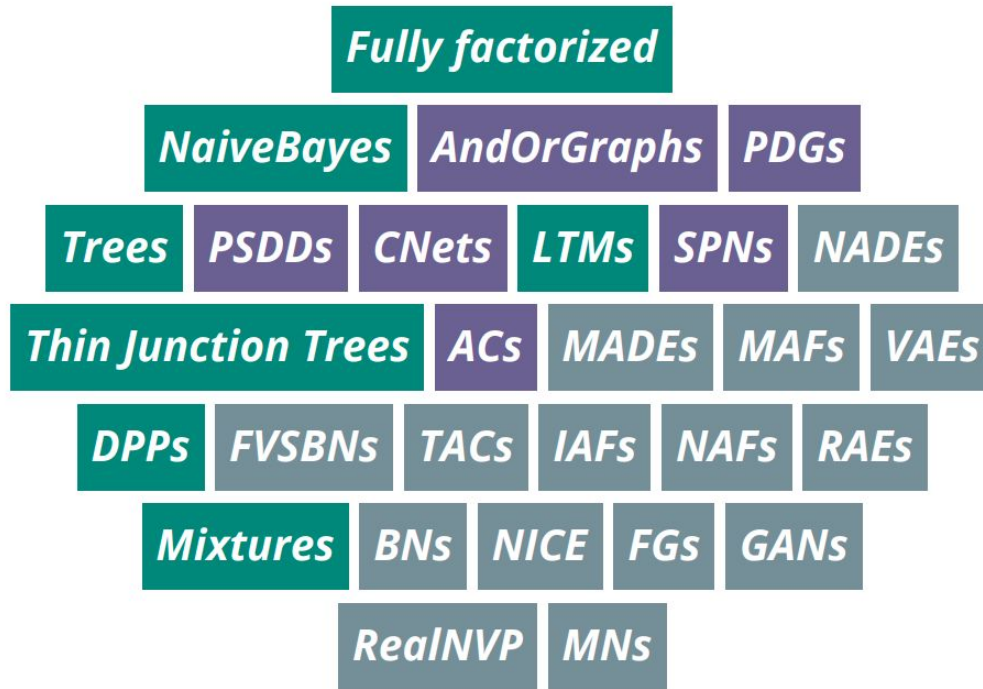 Fully factorized
NaiveBayes AndOrGraphs PDGs
Trees PSDDs CNets LTMs SPNs NADEs
Thin Junction Trees ACs MADEs MAFs VAEs
DPPs FVSBNs TACs IAFs NAFs RAEs
Mixtures BNs NICE FGs GANs
RealNVP MNs